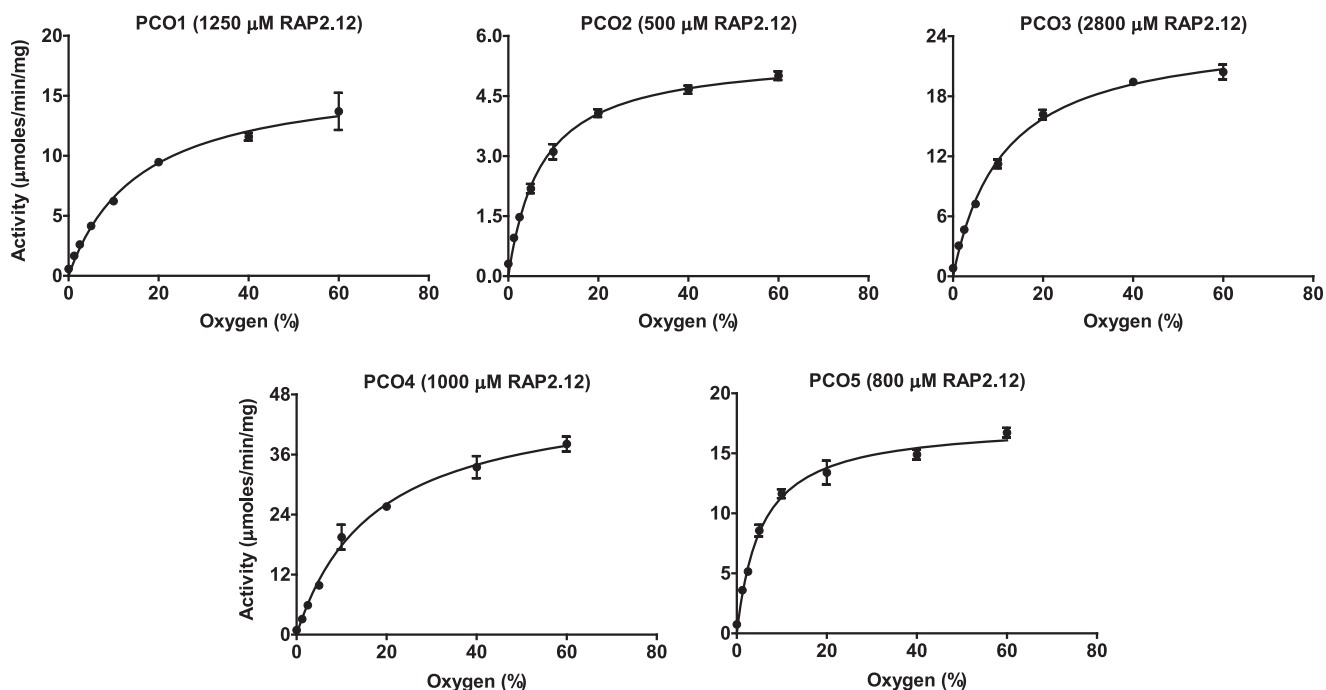 PCO1 (1250 μM RAP2.12)
Activity (μmoles/min/mg)
20
15
10
5
0
0 20 40 60 80
Oxygen (%)
PCO2 (500 μM RAP2.12)
6.0
4.5
3.0
1.5
0.0
0 20 40 60 80
Oxygen (%)
PCO3 (2800 μM RAP2.12)
24
18
12
6
0
0 20 40 60 80
Oxygen (%)
PCO4 (1000 μM RAP2.12)
Activity (μmoles/min/mg)
48
36
24
12
0
0 20 40 60 80
Oxygen (%)
PCO5 (800 μM RAP2.12)
20
15
10
5
0
0 20 40 60 80
Oxygen (%)